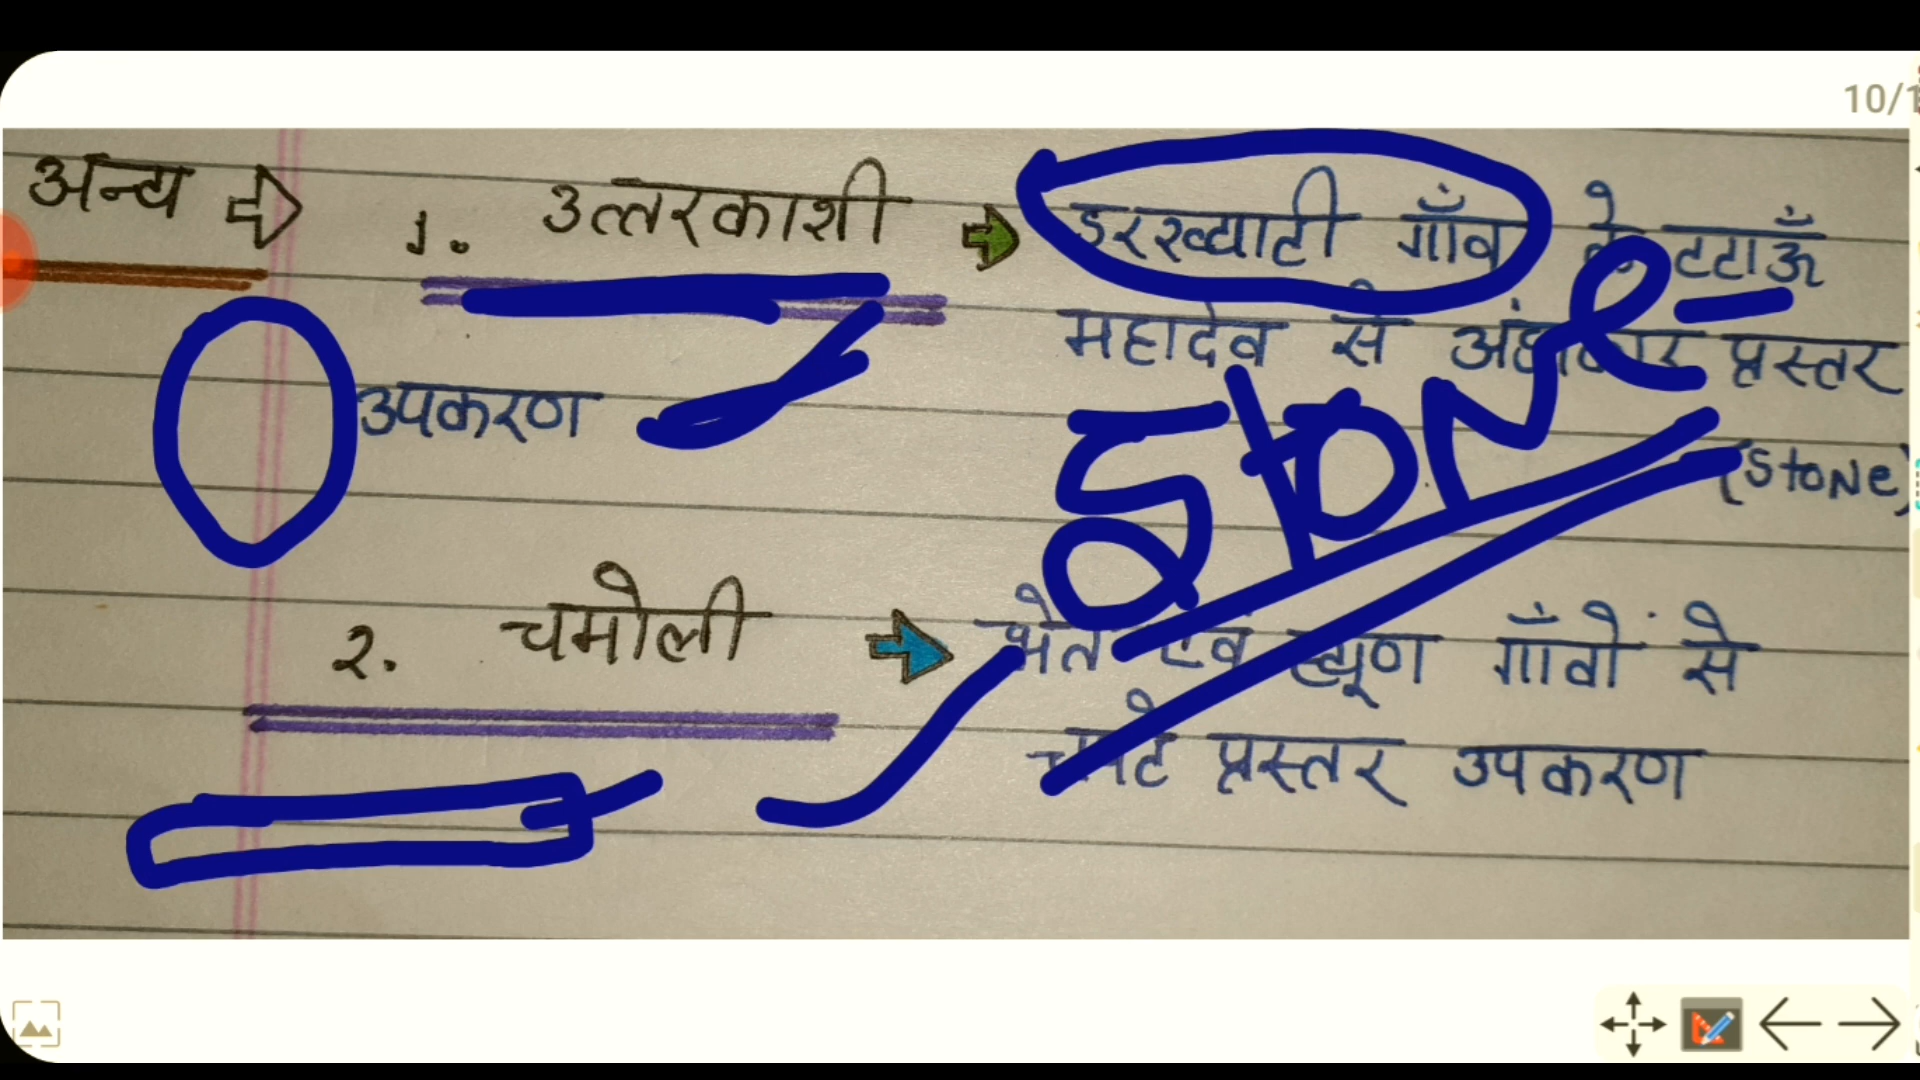 10/1
अन्य 1. उत्तरकाशी डरख्याटी गाँव के टटाऊँ
महादेव से प्रस्तर
उपकरण
stone
(stone)
2. चमोली एवं ह्यूण गाँवों से
प्रस्तर उपकरण